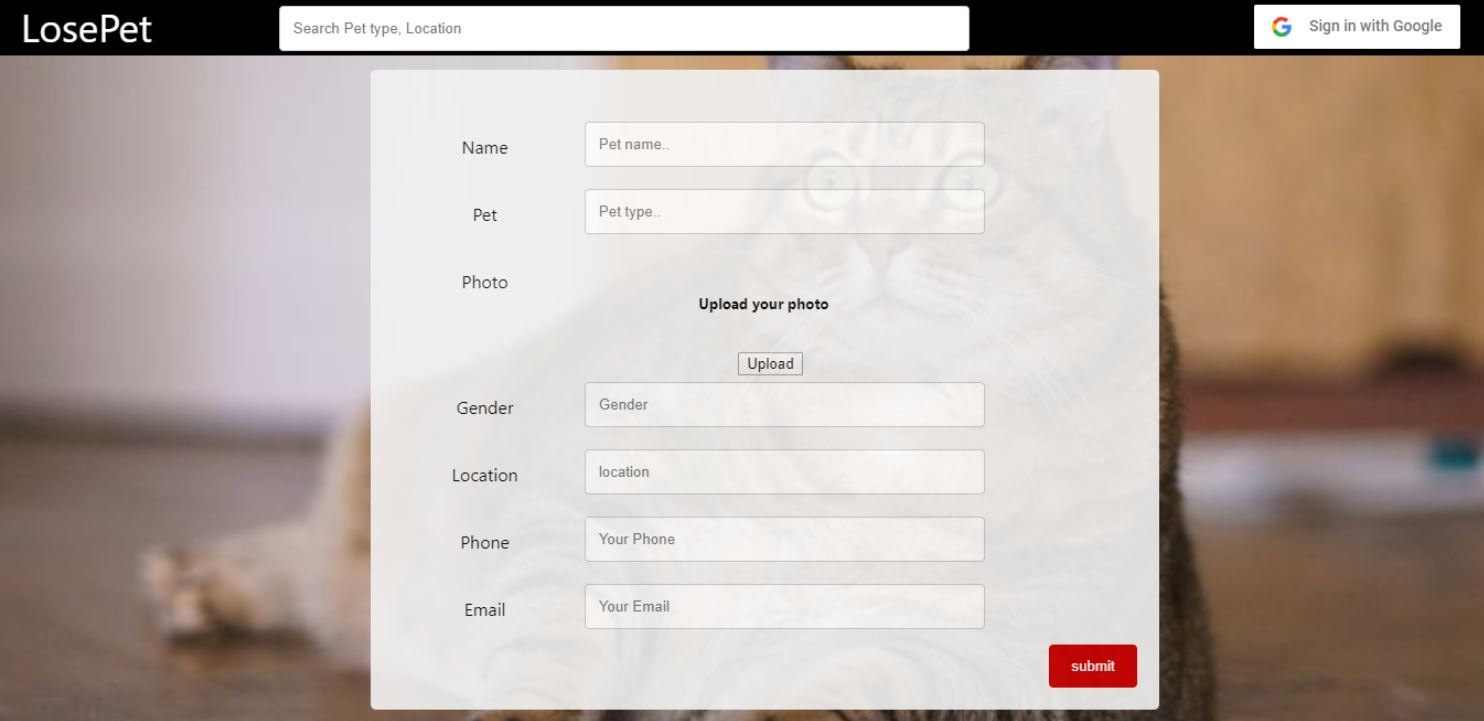 LosePet
Search Pet type, Location
Sign in with Google
Name
Pet name..
Pet
Pet type..
Photo
Upload your photo
Upload
Gender
Gender
Location
location
Phone
Your Phone
Email
Your Email
submit